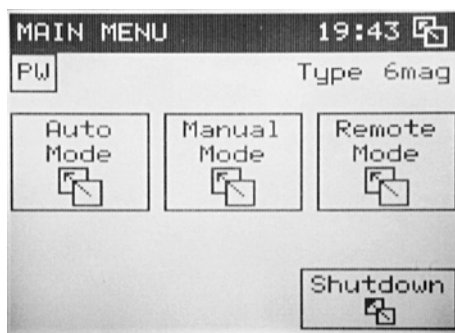 MAIN MENU 19:43
PW Type 6mag
Auto Mode
Manual Mode
Remote Mode
Shutdown